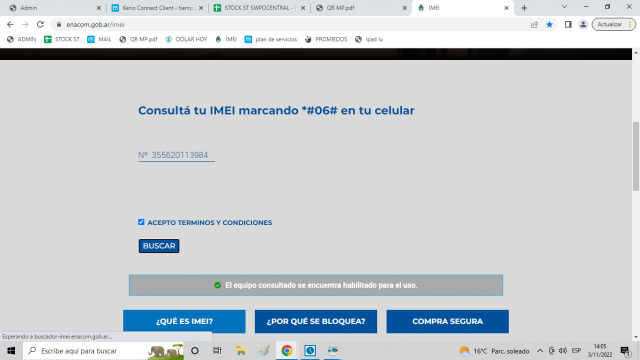 Admin
Kerio Connect Client - tiemp
STOCK ST SWPOCENTRAL -
QR MP.pdf
IMEI
enacom.gob.ar/imei
Actualizar
ADMIN
STOCK ST
MAIL
QR MP.pdf
DÓLAR HOY
IMEI
plan de servicios
PROMIEDOS
ipad lu
Consultá tu IMEI marcando *#06# en tu celular
Nº 355620113984
ACEPTO TERMINOS Y CONDICIONES
BUSCAR
El equipo consultado se encuentra habilitado para el uso.
¿QUÉ ES IMEI?
¿POR QUÉ SE BLOQUEA?
COMPRA SEGURA
Esperando a buscador-imei.enacom.gob.ar...
Escribe aquí para buscar
16°C Parc. soleado
ESP
14:05
3/11/2022